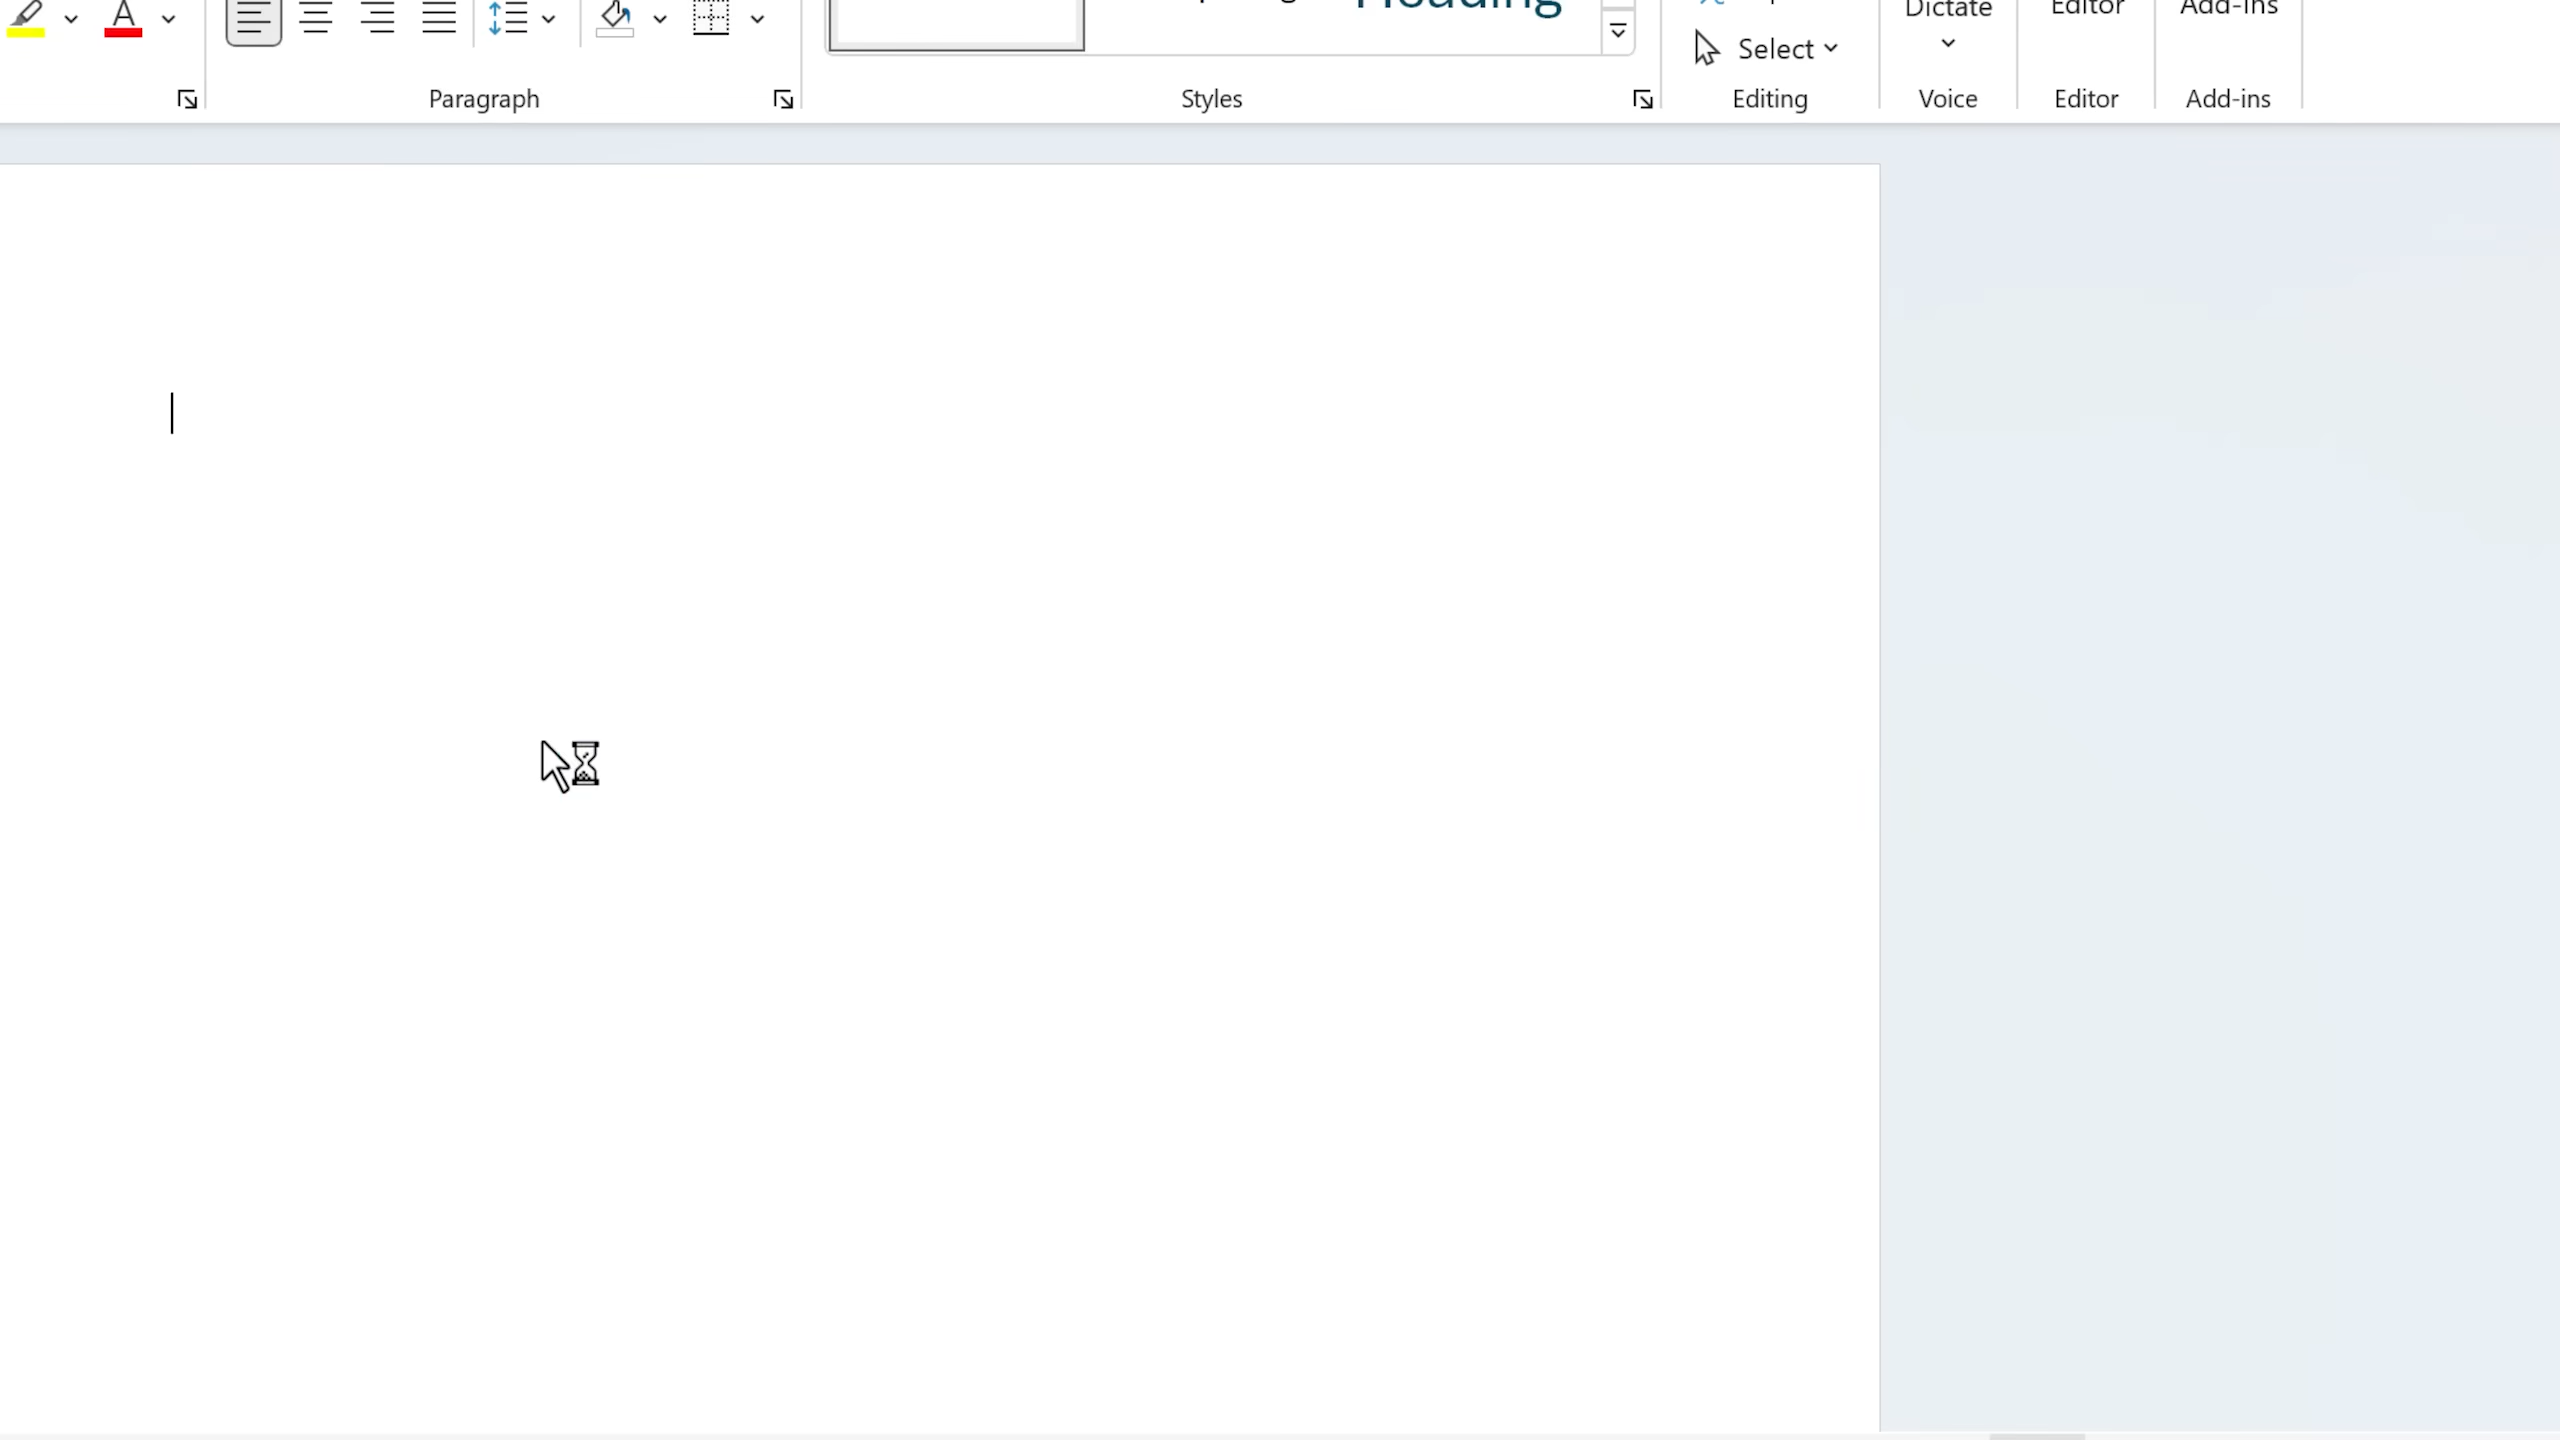 Dictate
Editor
Add-ins
Select
Paragraph
Styles
Editing
Voice
Editor
Add-ins